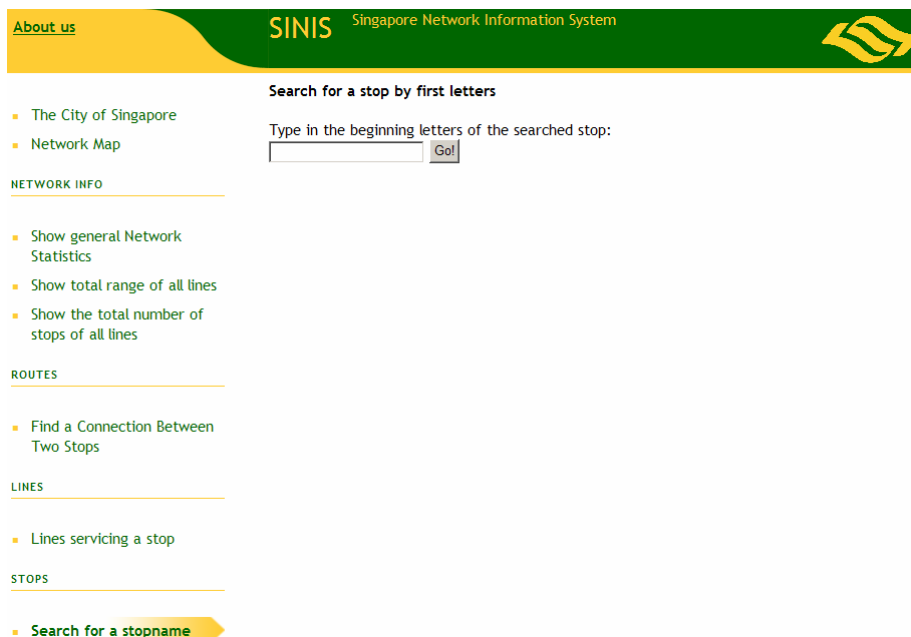 About us
SINIS Singapore Network Information System
The City of Singapore
Network Map
NETWORK INFO
Show general Network
Statistics
Show total range of all lines
Show the total number of
stops of all lines
ROUTES
Find a Connection Between
Two Stops
LINES
Lines servicing a stop
STOPS
Search for a stopname
Search for a stop by first letters
Type in the beginning letters of the searched stop:
Go!